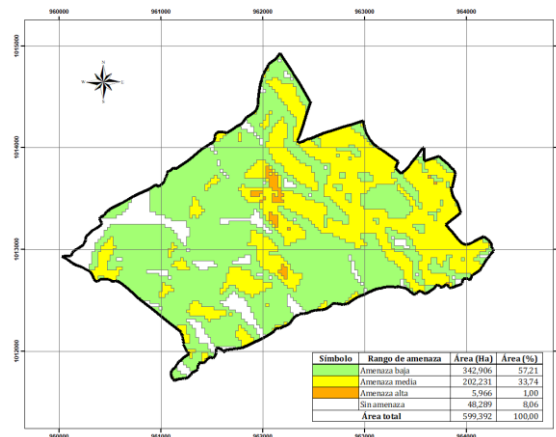 960000 961000 962000 963000 964000
N
W E
S
1015000
1014000
1013000
1012000
Símbolo Rango de amenaza Área (Ha) Área (%)
Amenaza baja 342,906 57,21
Amenaza media 202,231 33,74
Amenaza alta 5,966 1,00
Sin amenaza 48,289 8,06
Área total 599,392 100,00
960000 961000 962000 963000 964000